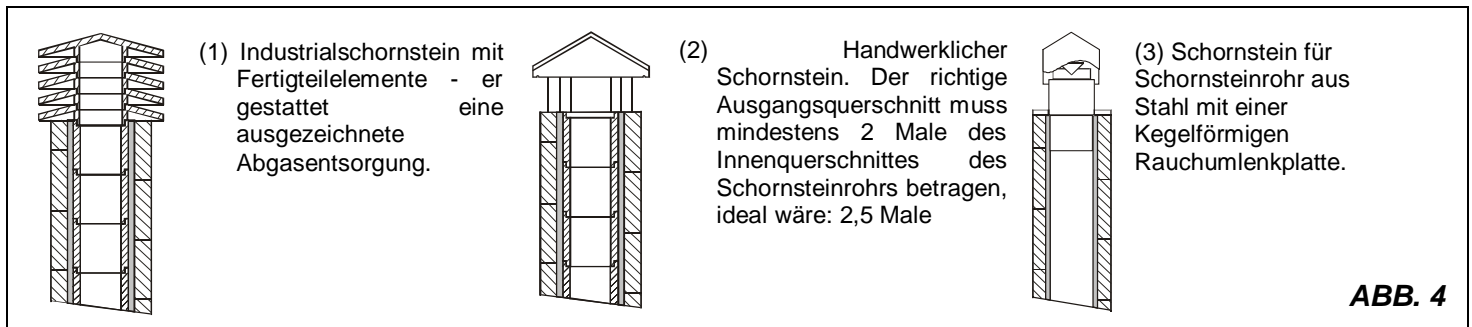 (1) Industrialschornstein mit
Fertigteilelemente - er
gestattet eine
ausgezeichnete
Abgasentsorgung.
(2) Handwerklicher
Schornstein. Der richtige
Ausgangsquerschnitt muss
mindestens 2 Male des
Innenquerschnittes des
Schornsteinrohrs betragen,
ideal wäre: 2,5 Male
(3) Schornstein für
Schornsteinrohr aus
Stahl mit einer
Kegelförmigen
Rauchumlenkplatte.
ABB. 4